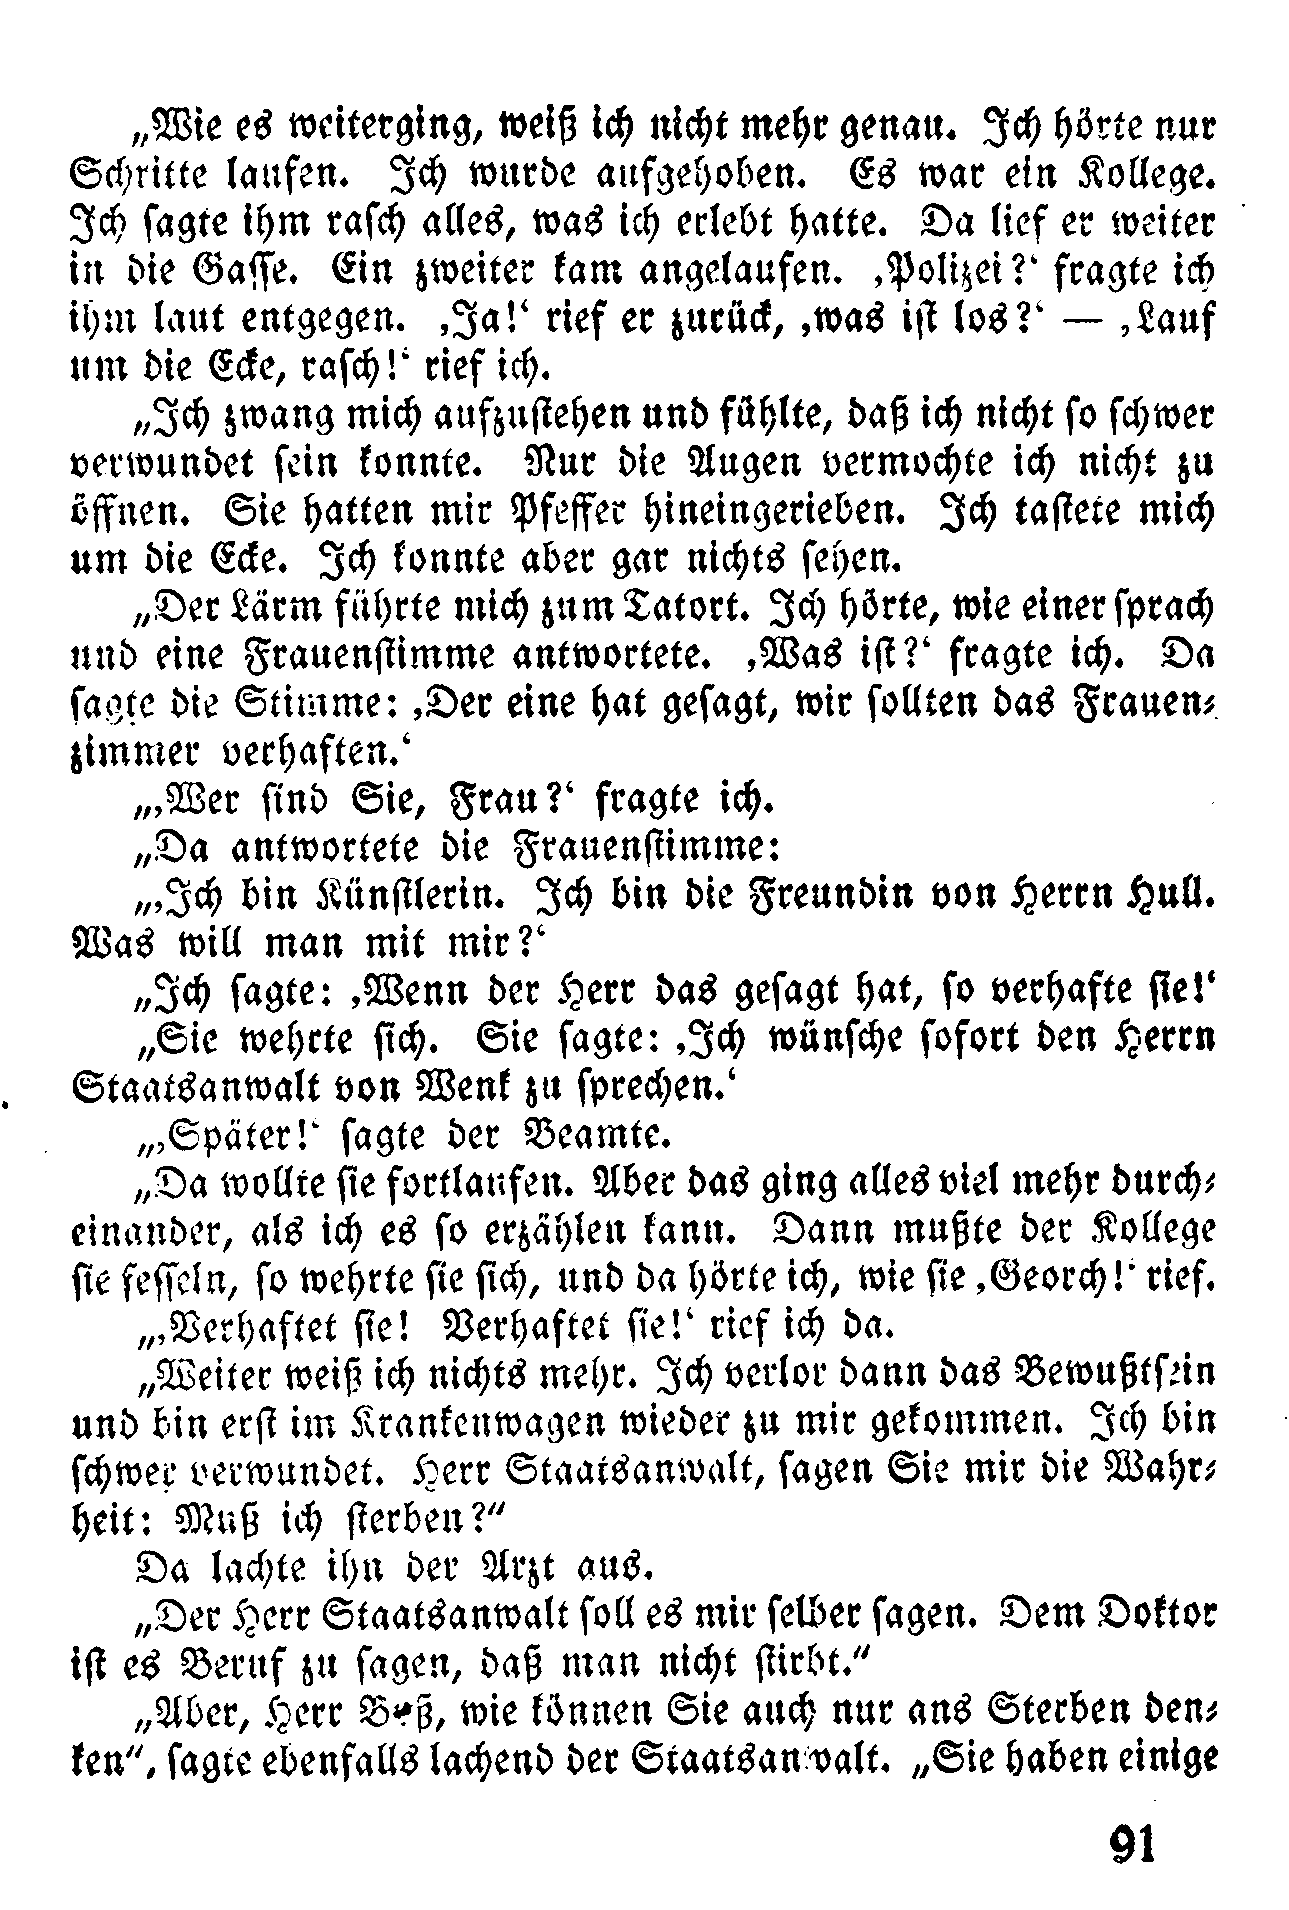 „Wie es weiterging, weiß ich nicht mehr genau. Ich hörte nur
Schritte laufen. Ich wurde aufgehoben. Es war ein Kollege.
Ich sagte ihm rasch alles, was ich erlebt hatte. Da lief er weiter
in die Gasse. Ein zweiter kam angelaufen. ‚Polizei?‘ fragte ich
ihm laut entgegen. ‚Ja!‘ rief er zurück, ‚was ist los?‘ — ‚Lauf
um die Ecke, rasch!‘ rief ich.
„Ich zwang mich aufzustehen und fühlte, daß ich nicht so schwer
verwundet sein konnte. Nur die Augen vermochte ich nicht zu
öffnen. Sie hatten mir Pfeffer hineingerieben. Ich tastete mich
um die Ecke. Ich konnte aber gar nichts sehen.
„Der Lärm führte mich zum Tatort. Ich hörte, wie einer sprach
und eine Frauenstimme antwortete. ‚Was ist?‘ fragte ich. Da
sagte die Stimme: ‚Der eine hat gesagt, wir sollten das Frauen-
zimmer verhaften.‘
„‚Wer sind Sie, Frau?‘ fragte ich.
„Da antwortete die Frauenstimme:
„‚Ich bin Künstlerin. Ich bin die Freundin von Herrn Hull.
Was will man mit mir?‘
„Ich sagte: ‚Wenn der Herr das gesagt hat, so verhafte sie!‘
„Sie wehrte sich. Sie sagte: ‚Ich wünsche sofort den Herrn
Staatsanwalt von Wenk zu sprechen.‘
„‚Später!‘ sagte der Beamte.
„Da wollte sie fortlaufen. Aber das ging alles viel mehr durch-
einander, als ich es so erzählen kann. Dann mußte der Kollege
sie fesseln, so wehrte sie sich, und da hörte ich, wie sie ‚Georch!‘ rief.
„‚Verhaftet sie! Verhaftet sie!‘ rief ich da.
„Weiter weiß ich nichts mehr. Ich verlor dann das Bewußtsein
und bin erst im Krankenwagen wieder zu mir gekommen. Ich bin
schwer verwundet. Herr Staatsanwalt, sagen Sie mir die Wahr-
heit: Muß ich sterben?“
Da lachte ihn der Arzt aus.
„Der Herr Staatsanwalt soll es mir selber sagen. Dem Doktor
ist es Beruf zu sagen, daß man nicht stirbt.“
„Aber, Herr, wie können Sie auch nur ans Sterben den-
ken“, sagte ebenfalls lachend der Staatsanwalt. „Sie haben einige
91